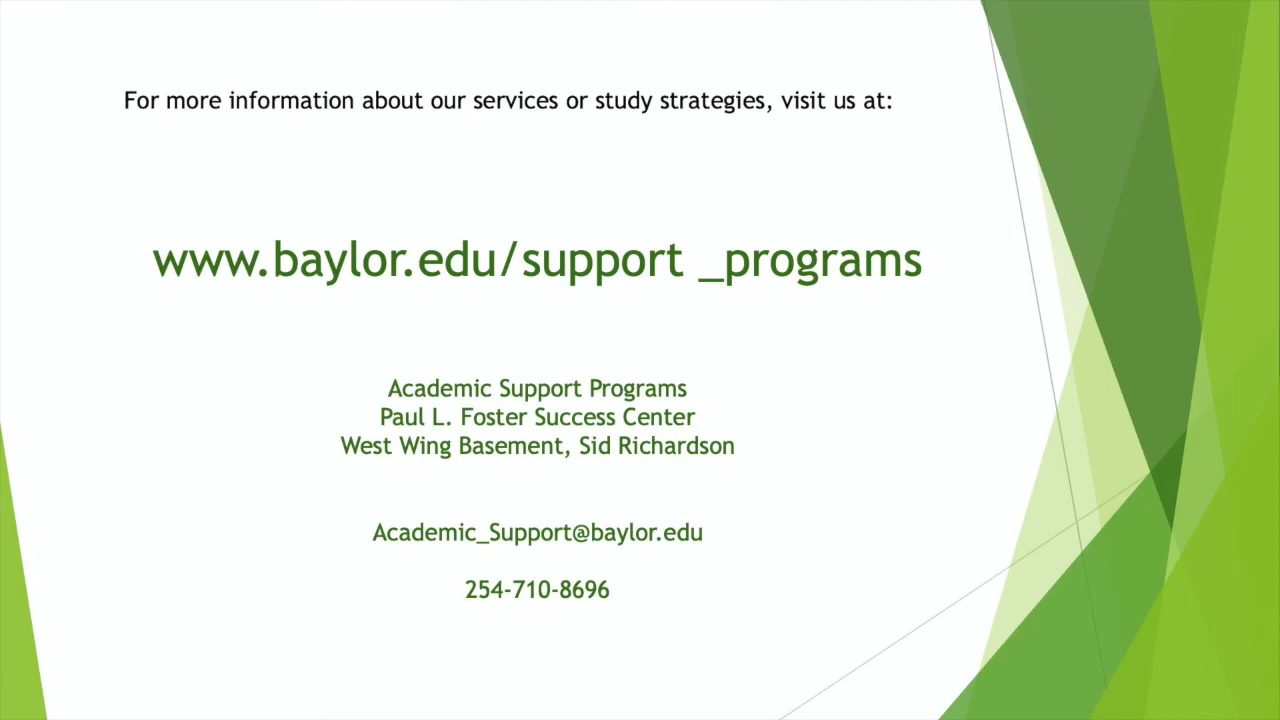 For more information about our services or study strategies, visit us at:
www.baylor.edu/support _programs
Academic Support Programs
Paul L. Foster Success Center
West Wing Basement, Sid Richardson
Academic_Support@baylor.edu
254-710-8696